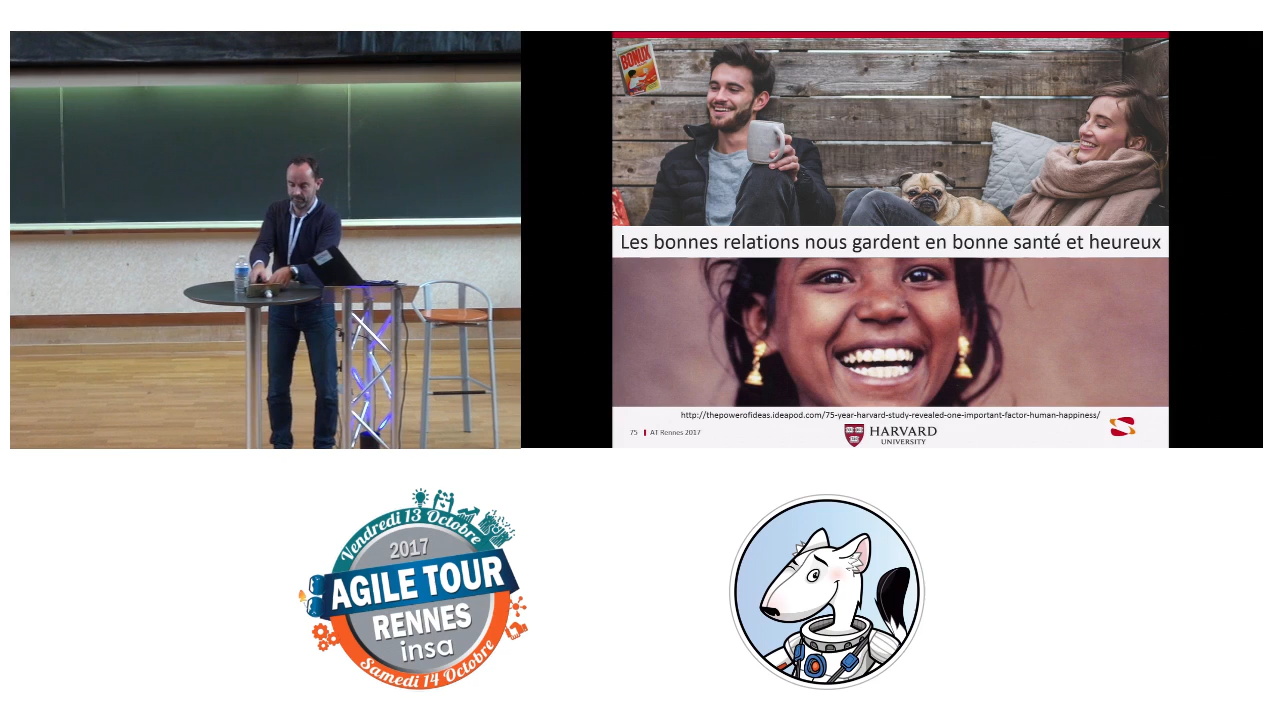 BONUX
Les bonnes relations nous gardent en bonne santé et heureux
http://thepowerofideas.ideapod.com/75-year-harvard-study-revealed-one-important-factor-human-happiness/
75 AT Rennes 2017
HARVARD
UNIVERSITY
Vendredi 13 Octobre
2017
AGILE TOUR
RENNES
insa
Samedi 14 Octobre